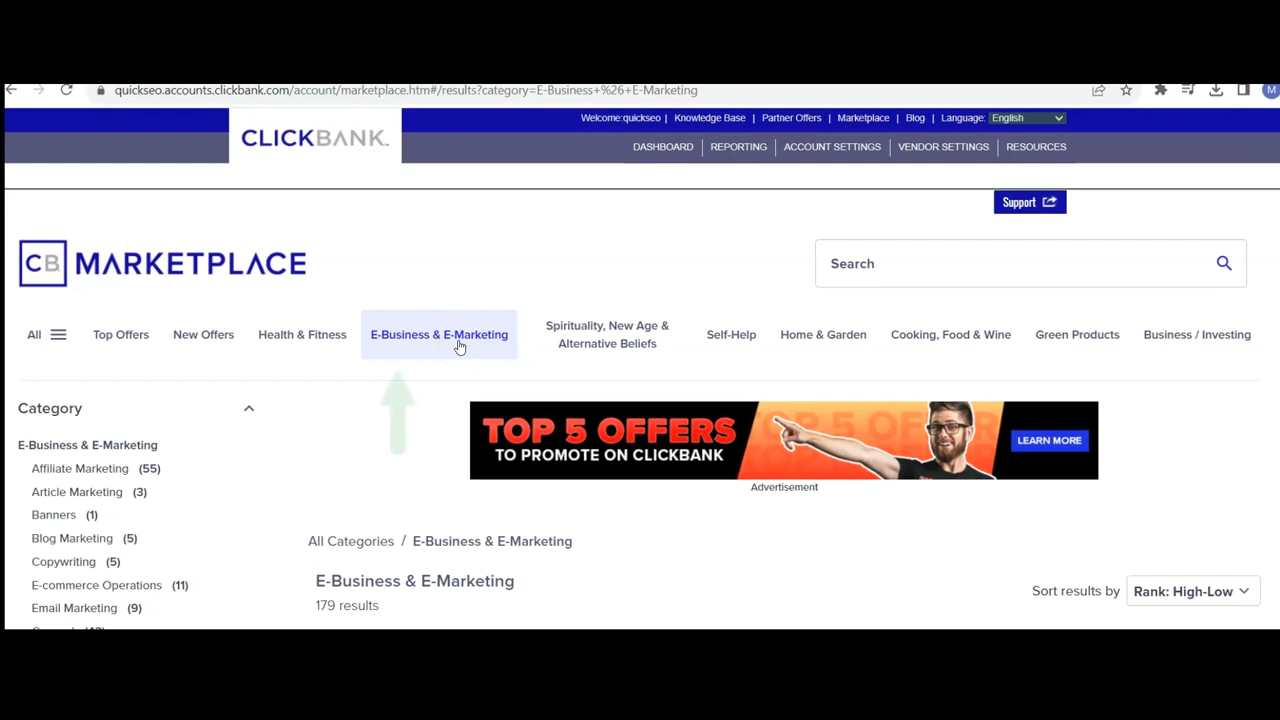 quickseo.accounts.clickbank.com/account/marketplace.htm#/results?category=E-Business+%26+E-Marketing
M
CLICKBANK
Welcome:quickseo | Knowledge Base | Partner Offers | Marketplace | Blog | Language: English
DASHBOARD | REPORTING | ACCOUNT SETTINGS | VENDOR SETTINGS | RESOURCES
Support
CB MARKETPLACE
Search
All Top Offers New Offers Health & Fitness E-Business & E-Marketing Spirituality, New Age & Self-Help Home & Garden Cooking, Food & Wine Green Products Business / Investing
Alternative Beliefs
Category
E-Business & E-Marketing
Affiliate Marketing (55)
Article Marketing (3)
Banners (1)
Blog Marketing (5)
Copywriting (5)
E-commerce Operations (11)
Email Marketing (9)
TOP 5 OFFERS
TO PROMOTE ON CLICKBANK
TOP 5 OFFERS
LEARN MORE
Advertisement
All Categories / E-Business & E-Marketing
E-Business & E-Marketing
179 results
Sort results by Rank: High-Low